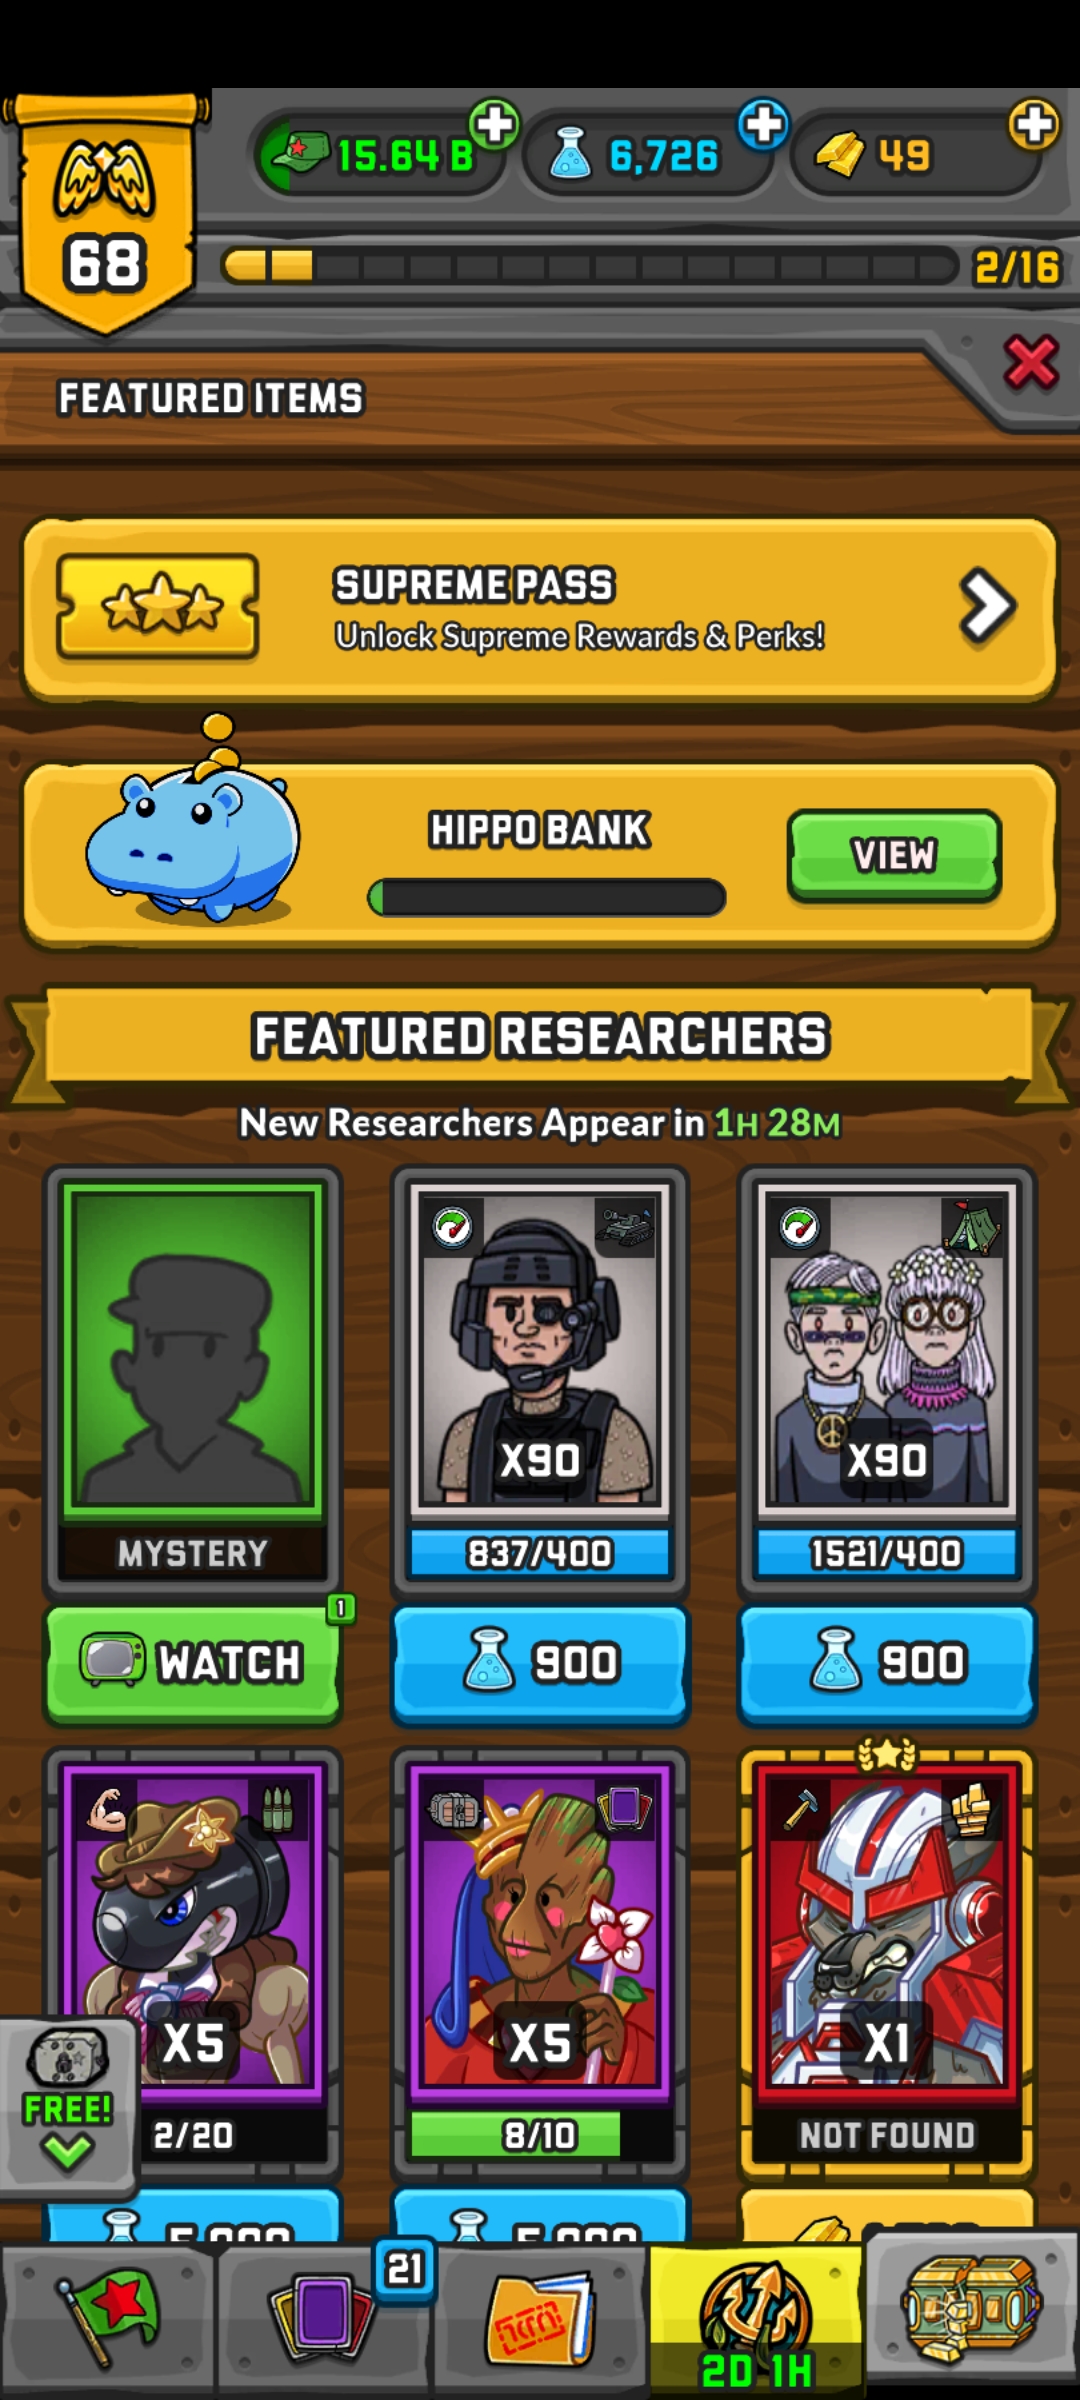 15.64 B
6,726
49
68
2/16
FEATURED ITEMS
SUPREME PASS
Unlock Supreme Rewards & Perks!
HIPPO BANK
VIEW
FEATURED RESEARCHERS
New Researchers Appear in 1H 28M
X90
X90
MYSTERY
837/400
1521/400
1
WATCH
900
900
X5
X5
X1
FREE!
2/20
8/10
NOT FOUND
21
2D 1H